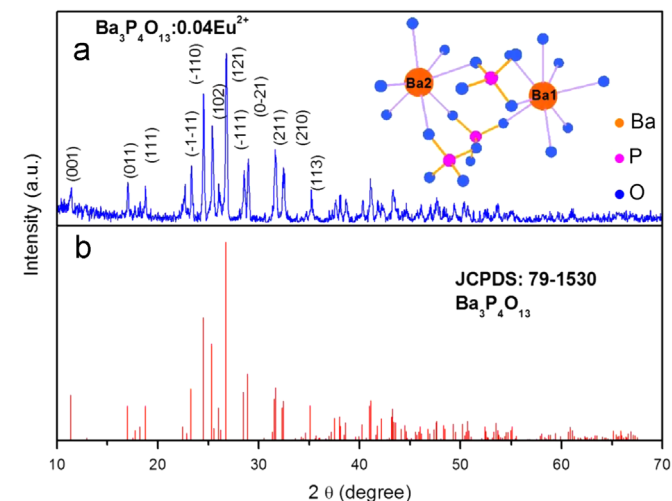 a
Ba₃P₄O₁₃:0.04Eu²⁺
(001)
(011)
(111)
(-1-11)
(-110)
(102)
(121)
(-111)
(0-21)
(211)
(210)
(113)
Ba2
Ba1
Ba
P
O
b
JCPDS: 79-1530
Ba₃P₄O₁₃
Intensity (a.u.)
10 20 30 40 50 60 70
2 θ (degree)